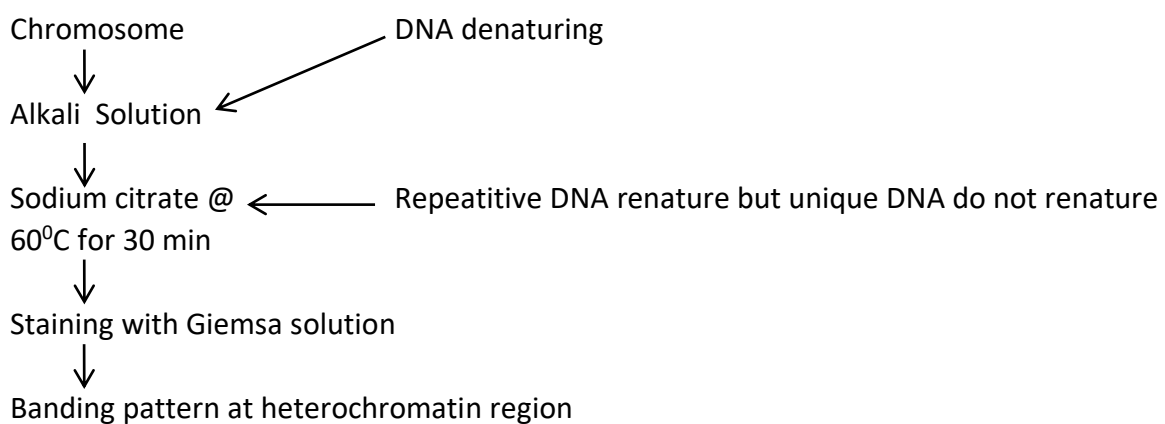 Chromosome DNA denaturing
Alkali Solution
Sodium citrate @ Repeatitive DNA renature but unique DNA do not renature
60⁰C for 30 min
Staining with Giemsa solution
Banding pattern at heterochromatin region